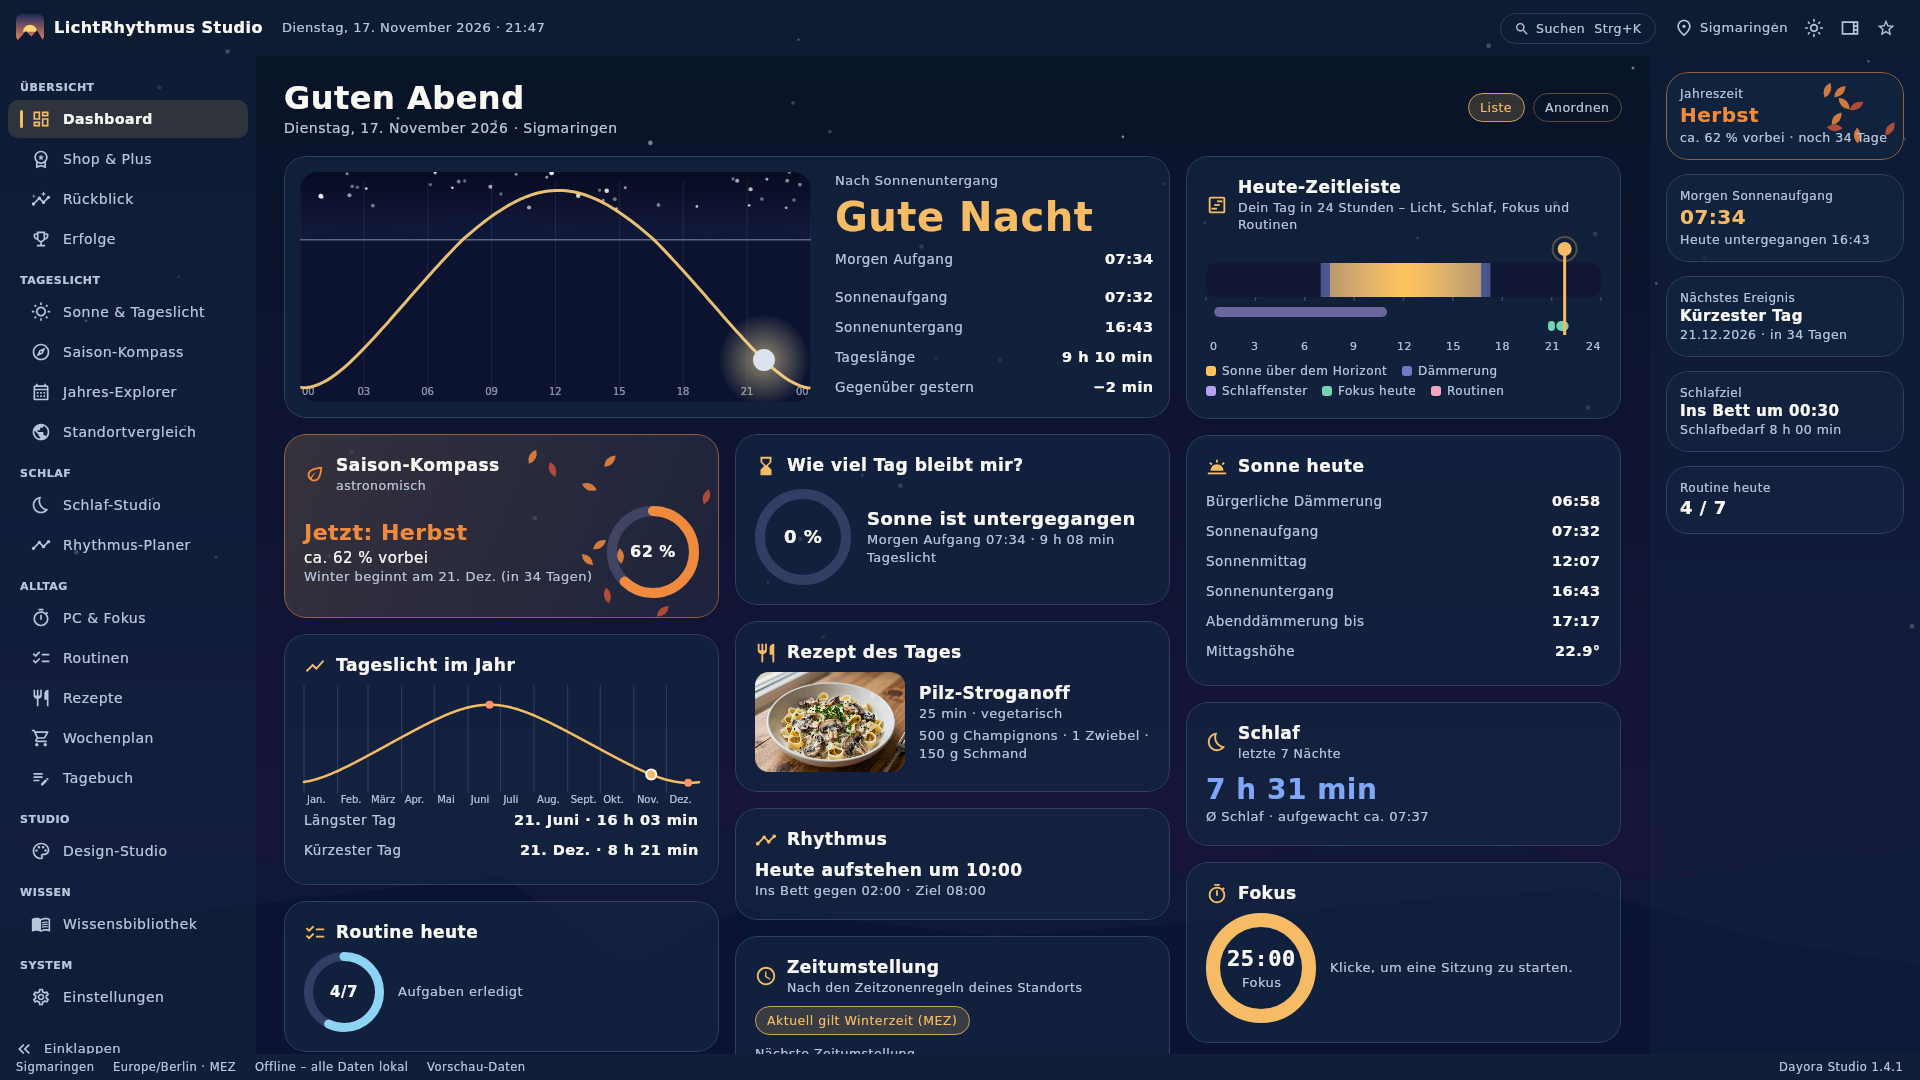 LichtRhythmus Studio
Dienstag, 17. November 2026 · 21:47
Suchen Strg+K
Sigmaringen
ÜBERSICHT
Dashboard
Shop & Plus
Rückblick
Erfolge
TAGESLICHT
Sonne & Tageslicht
Saison-Kompass
Jahres-Explorer
Standortvergleich
SCHLAF
Schlaf-Studio
Rhythmus-Planer
ALLTAG
PC & Fokus
Routinen
Rezepte
Wochenplan
Tagebuch
STUDIO
Design-Studio
WISSEN
Wissensbibliothek
SYSTEM
Einstellungen
Einklappen
Guten Abend
Dienstag, 17. November 2026 · Sigmaringen
Liste
Anordnen
00 03 06 09 12 15 18 21 00
Nach Sonnenuntergang
Gute Nacht
Morgen Aufgang 07:34
Sonnenaufgang 07:32
Sonnenuntergang 16:43
Tageslänge 9 h 10 min
Gegenüber gestern −2 min
Heute-Zeitleiste
Dein Tag in 24 Stunden – Licht, Schlaf, Fokus und
Routinen
0 3 6 9 12 15 18 21 24
Sonne über dem Horizont Dämmerung
Schlaffenster Fokus heute Routinen
Saison-Kompass
astronomisch
Jetzt: Herbst
ca. 62 % vorbei
Winter beginnt am 21. Dez. (in 34 Tagen)
62 %
Tageslicht im Jahr
Jan. Feb. März Apr. Mai Juni Juli Aug. Sept. Okt. Nov. Dez.
Längster Tag 21. Juni · 16 h 03 min
Kürzester Tag 21. Dez. · 8 h 21 min
Routine heute
4/7
Aufgaben erledigt
Wie viel Tag bleibt mir?
0 %
Sonne ist untergegangen
Morgen Aufgang 07:34 · 9 h 08 min
Tageslicht
Rezept des Tages
Pilz-Stroganoff
25 min · vegetarisch
500 g Champignons · 1 Zwiebel ·
150 g Schmand
Rhythmus
Heute aufstehen um 10:00
Ins Bett gegen 02:00 · Ziel 08:00
Zeitumstellung
Nach den Zeitzonenregeln deines Standorts
Aktuell gilt Winterzeit (MEZ)
Nächste Zeitumstellung
Sonne heute
Bürgerliche Dämmerung 06:58
Sonnenaufgang 07:32
Sonnenmittag 12:07
Sonnenuntergang 16:43
Abenddämmerung bis 17:17
Mittagshöhe 22.9°
Schlaf
letzte 7 Nächte
7 h 31 min
Ø Schlaf · aufgewacht ca. 07:37
Fokus
25:00
Fokus
Klicke, um eine Sitzung zu starten.
Jahreszeit
Herbst
ca. 62 % vorbei · noch 34 Tage
Morgen Sonnenaufgang
07:34
Heute untergegangen 16:43
Nächstes Ereignis
Kürzester Tag
21.12.2026 · in 34 Tagen
Schlafziel
Ins Bett um 00:30
Schlafbedarf 8 h 00 min
Routine heute
4 / 7
Sigmaringen Europe/Berlin · MEZ Offline – alle Daten lokal Vorschau-Daten
Dayora Studio 1.4.1